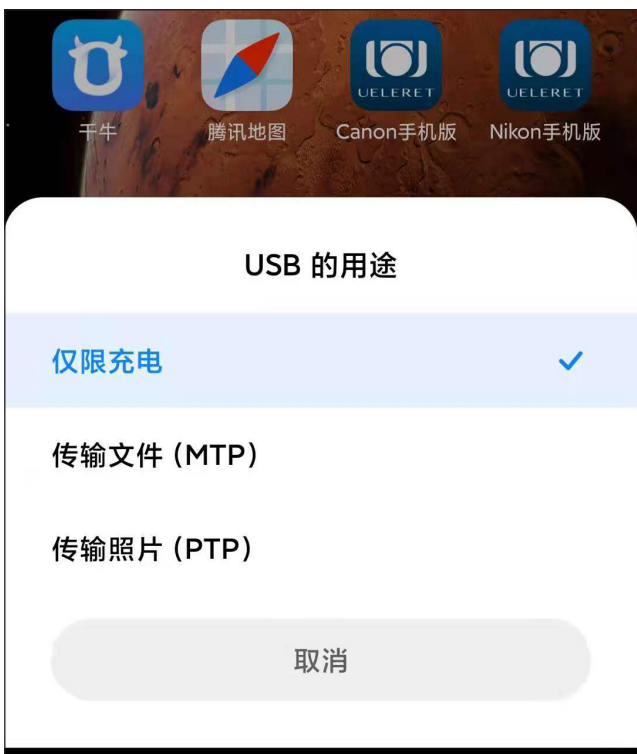 UELERET
UELERET
千牛
腾讯地图
Canon手机版
Nikon手机版
USB 的用途
仅限充电
传输文件 (MTP)
传输照片 (PTP)
取消